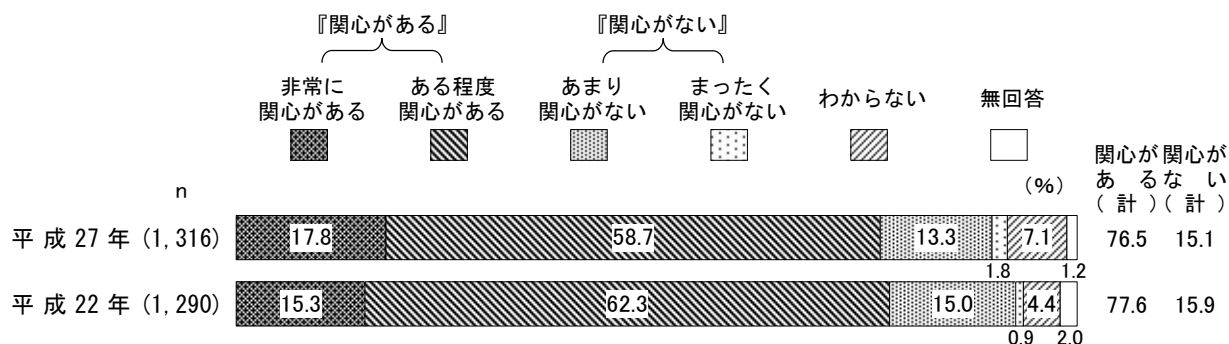 『関心がある』 『関心がない』
非常に ある程度 あまり まったく
関心がある 関心がある 関心がない 関心がない わからない 無回答
関心が 関心が
n (%) ある ない
(計) (計)
平成27年 (1,316) 17.8 58.7 13.3 7.1 76.5 15.1
1.8 1.2
平成22年 (1,290) 15.3 62.3 15.0 4.4 77.6 15.9
0.9 2.0